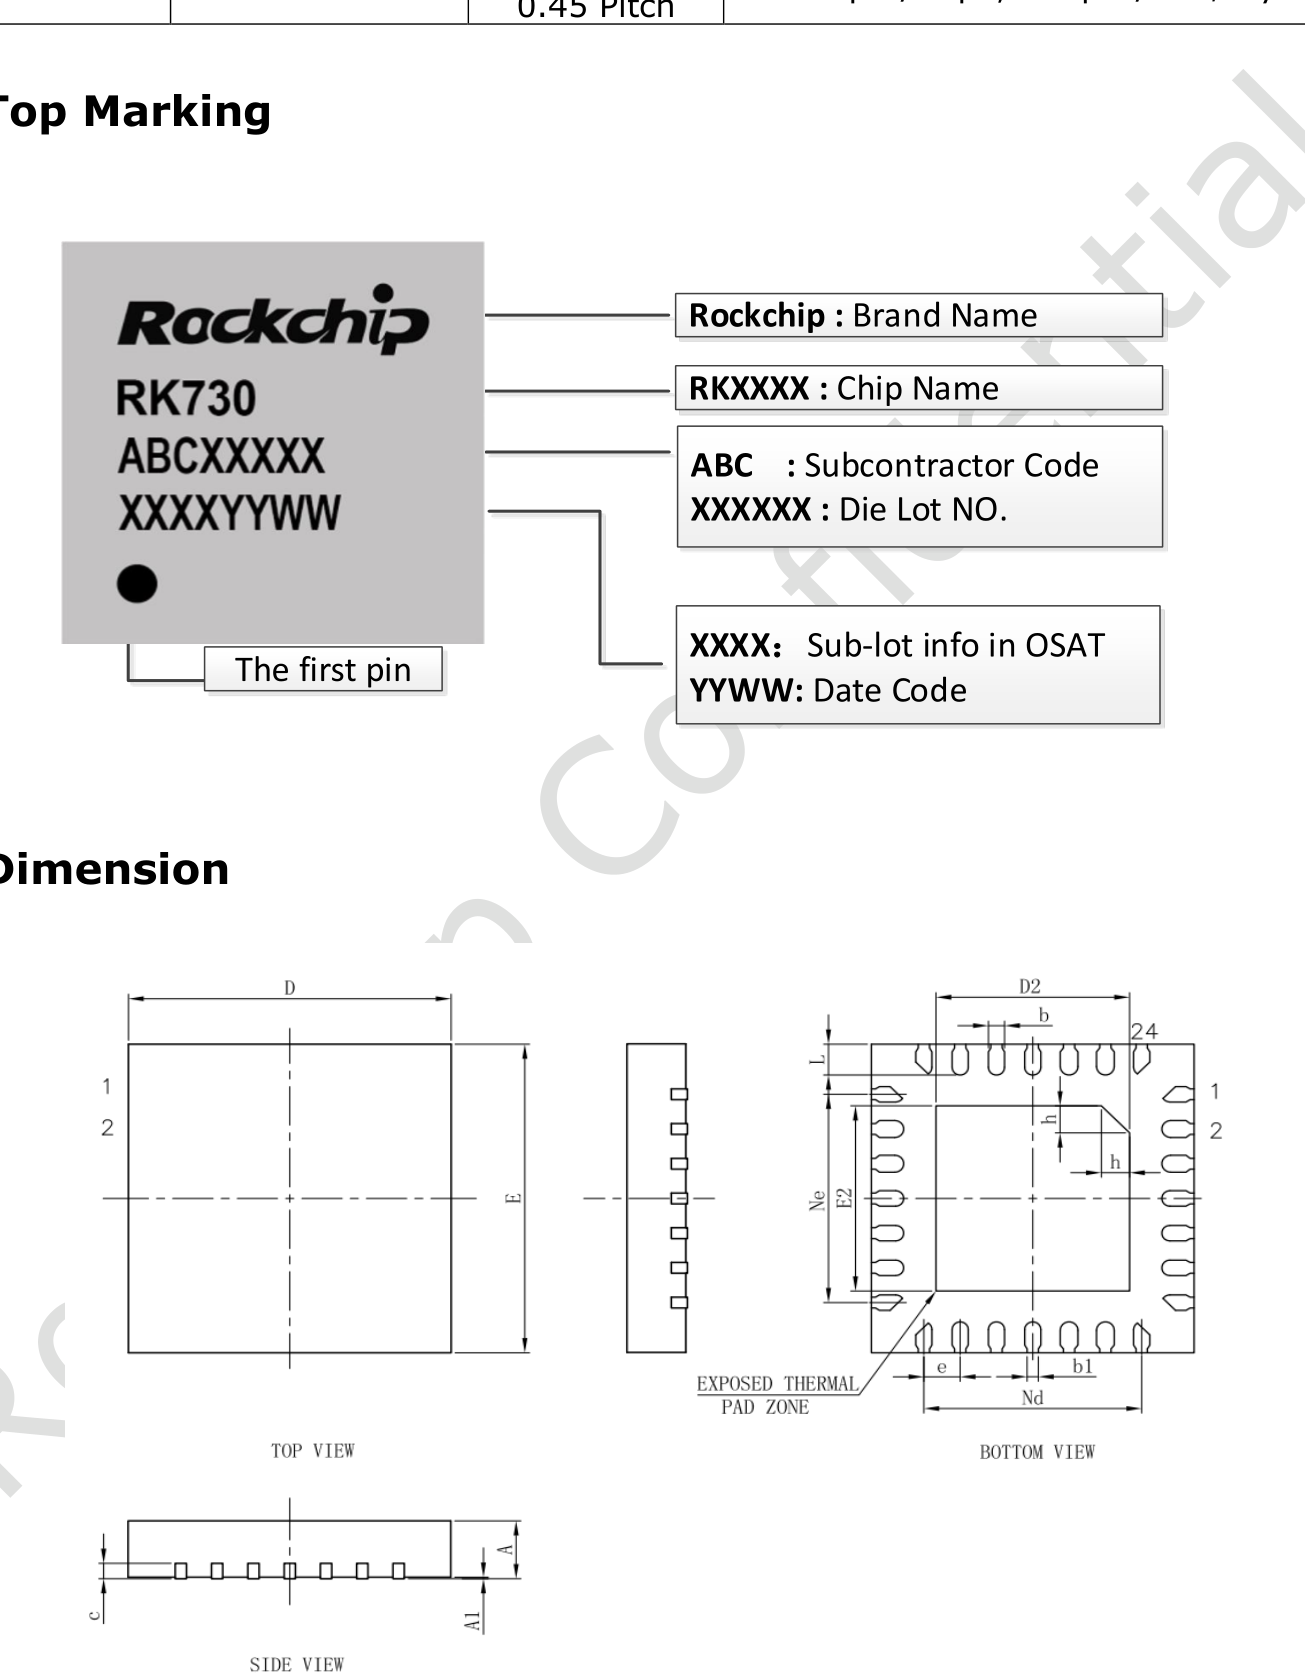 0.45 Pitch
Top Marking
Rockchip
RK730
ABCXXXXX
XXXXYYWW
Rockchip : Brand Name
RKXXXX : Chip Name
ABC : Subcontractor Code
XXXXXX : Die Lot NO.
XXXX: Sub-lot info in OSAT
YYWW: Date Code
The first pin
Dimension
D
1
2
E
TOP VIEW
D2
b
24
L
1
2
h
h
Ne
E2
e
b1
Nd
EXPOSED THERMAL
PAD ZONE
BOTTOM VIEW
A
c
A1
SIDE VIEW
Confidential